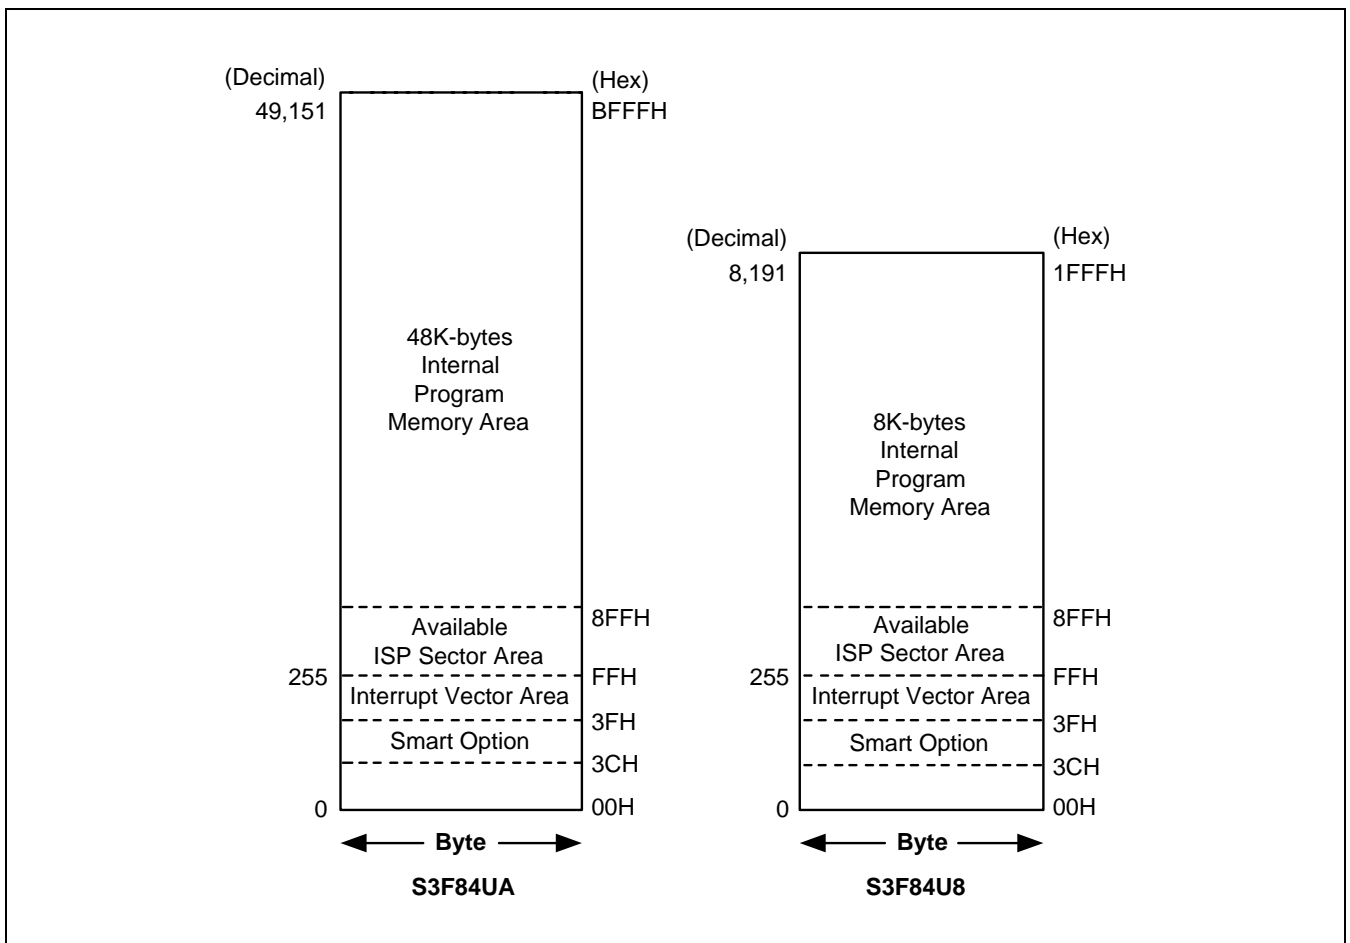 (Decimal)
(Hex)
49,151
BFFFH
48K-bytes
Internal
Program
Memory Area
8FFH
Available
ISP Sector Area
255
FFH
Interrupt Vector Area
3FH
Smart Option
3CH
0
00H
Byte
S3F84UA
(Decimal)
(Hex)
8,191
1FFFH
8K-bytes
Internal
Program
Memory Area
8FFH
Available
ISP Sector Area
255
FFH
Interrupt Vector Area
3FH
Smart Option
3CH
0
00H
Byte
S3F84U8